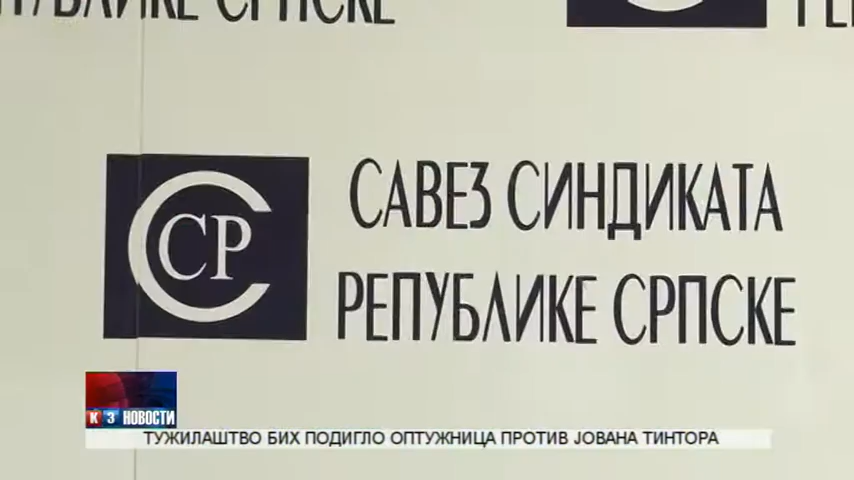 РЕПУБЛИКЕ СРПСКЕ
СР
САВЕЗ СИНДИКАТА
РЕПУБЛИКЕ СРПСКЕ
К 3 НОВОСТИ
ТУЖИЛАШТВО БИХ ПОДИГЛО ОПТУЖНИЦА ПРОТИВ ЈОВАНА ТИНТОРА